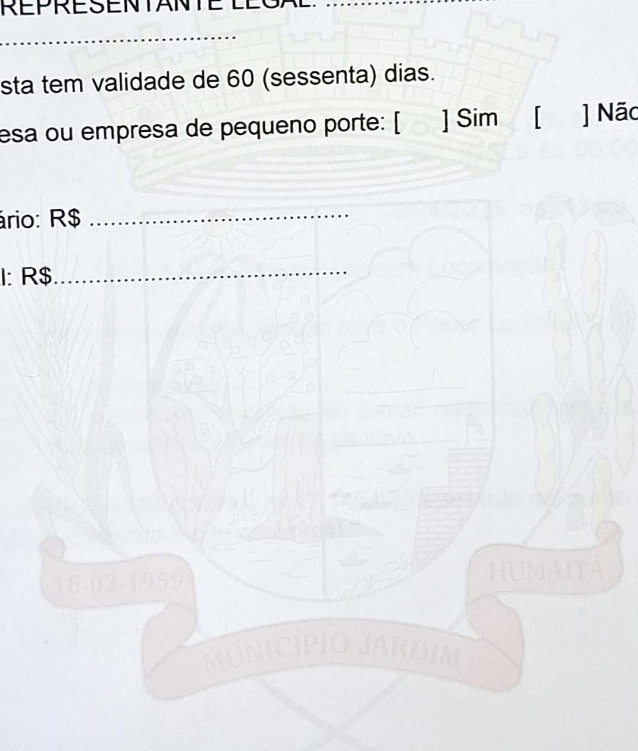 REPRESENTANTE LEGAL: ..............................
..................................
sta tem validade de 60 (sessenta) dias.
esa ou empresa de pequeno porte: [ ] Sim [ ] Não
ário: R$ ........................................
l: R$.............................................
18-02-1959
HUMAITÁ
MUNICÍPIO JARDIM